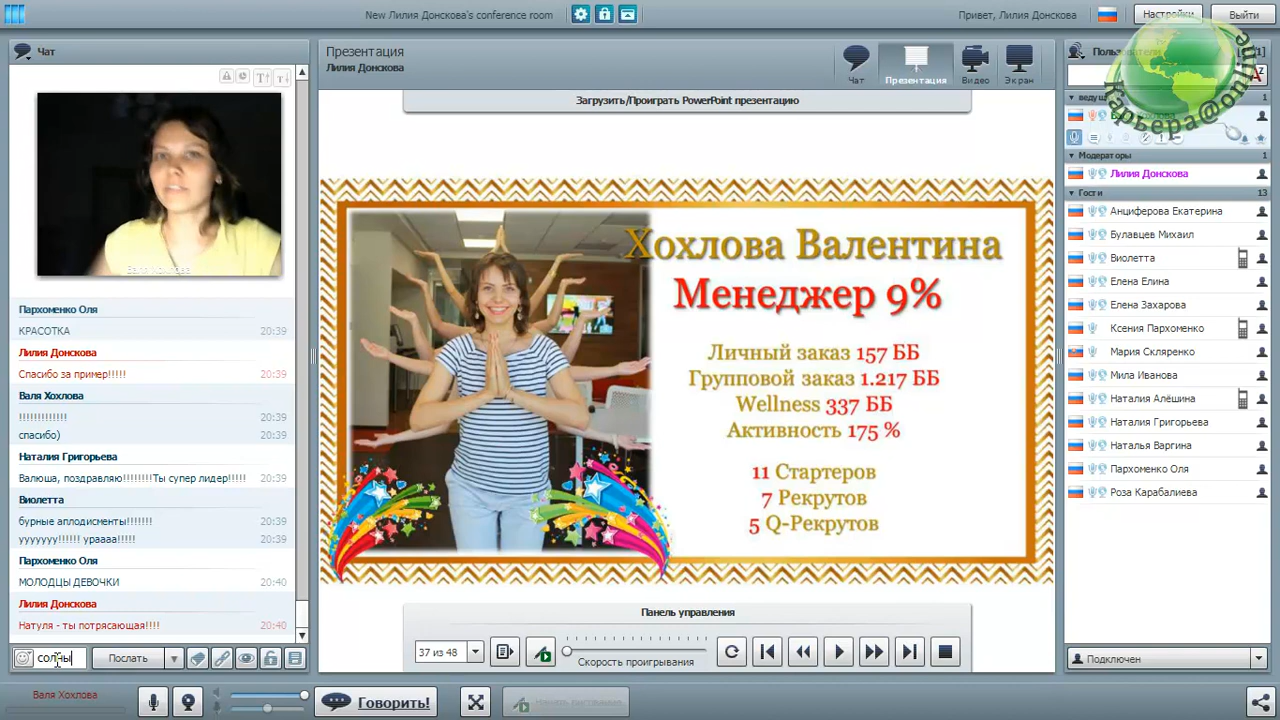 New Лилия Донскова's conference room
Привет, Лилия Донскова
Настройки
Выйти
Чат
Пархоменко Оля
КРАСОТКА 20:39
Лилия Донскова
Спасибо за пример!!!!! 20:39
Валя Хохлова
!!!!!!!!!!!!! 20:39
спасибо) 20:39
Наталия Григорьева
Валюша, поздравляю!!!!!!!!Ты супер лидер!!!!!
Виолетта
бурные аплодисменты!!!!!!! 20:39
ууууууу!!!!!! ураааа!!!!! 20:39
Пархоменко Оля
МОЛОДЦЫ ДЕВОЧКИ 20:40
Лилия Донскова
Натуля - ты потрясающая!!!! 20:40
солны
Послать
Презентация
Лилия Донскова
Чат
Презентация
Видео
Экран
Загрузить/Проиграть PowerPoint презентацию
Хохлова Валентина
Менеджер 9%
Личный заказ 157 ББ
Групповой заказ 1.217 ББ
Wellness 337 ББ
Активность 175 %
11 Стартеров
7 Рекрутов
5 Q-Рекрутов
Панель управления
37 из 48
Скорость проигрывания
карьера@online
Модераторы 1
Лилия Донскова
Гости 13
Анциферова Екатерина
Булавцев Михаил
Виолетта
Елена Елина
Елена Захарова
Ксения Пархоменко
Мария Скляренко
Мила Иванова
Наталия Алёшина
Наталия Григорьева
Наталья Варгина
Пархоменко Оля
Роза Карабалиева
Подключен
Валя Хохлова
Говорить!